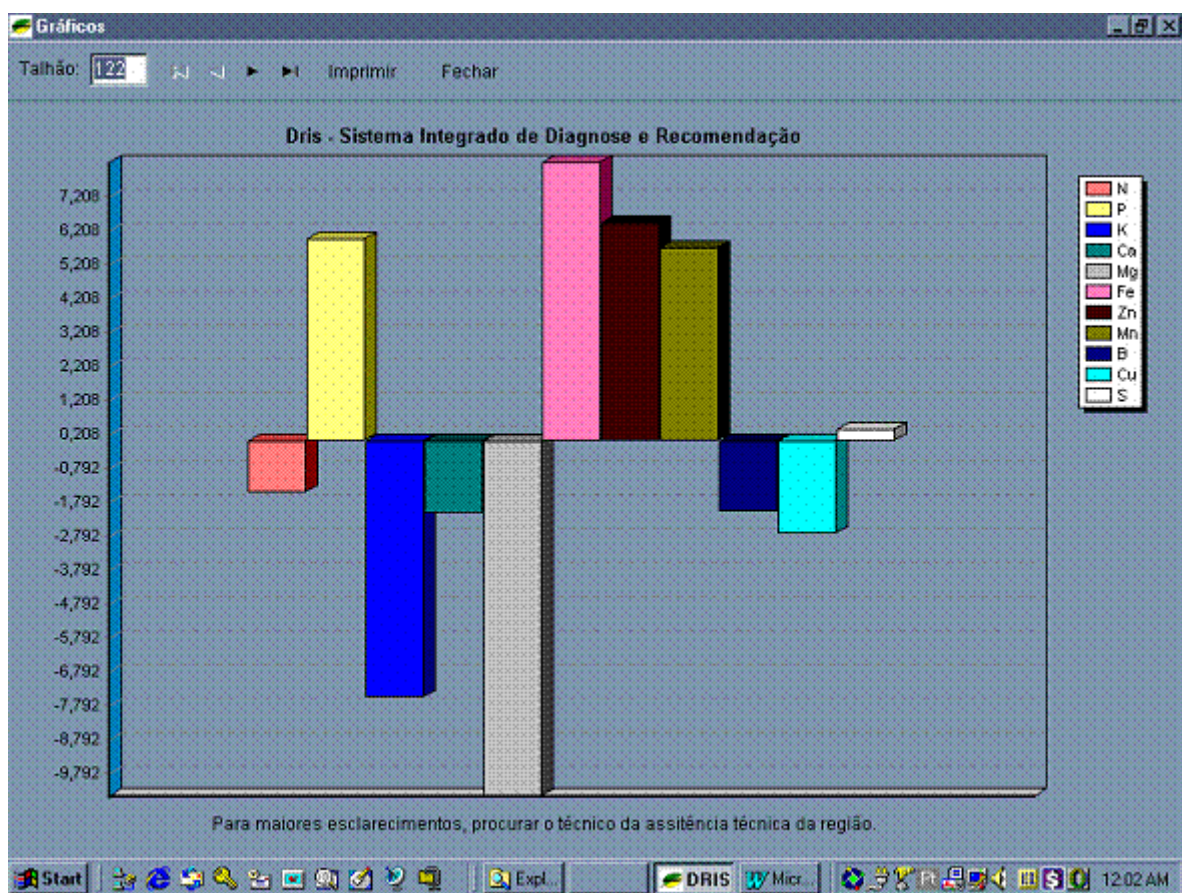 Gráficos
Talhão: 122 Imprimir Fechar
Dris - Sistema Integrado de Diagnose e Recomendação
7,208
6,208
5,208
4,208
3,208
2,208
1,208
0,208
-0,792
-1,792
-2,792
-3,792
-4,792
-5,792
-6,792
-7,792
-8,792
-9,792
N
P
K
Ca
Mg
Fe
Zn
Mn
B
Cu
S
Para maiores esclarecimentos, procurar o técnico da assitência técnica da região.
Start Expl... DRIS Micr... 12:02 AM